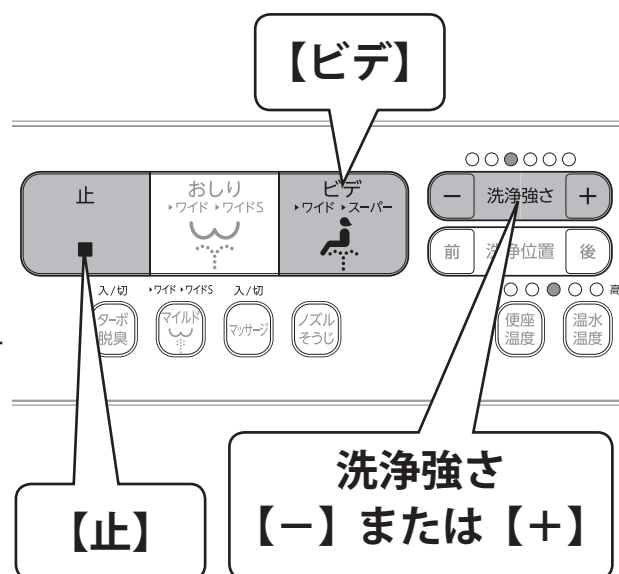 【ビデ】
止
おしり
▸ワイド ▸ワイドS
ビデ
▸ワイド ▸スーパー
－ 洗浄強さ ＋
前 洗浄位置 後
入/切
▸ワイド ▸ワイドS
入/切
高
ターボ
脱臭
マイルド
マッサージ
ノズル
そうじ
便座
温度
温水
温度
洗浄強さ
【－】または【＋】
【止】